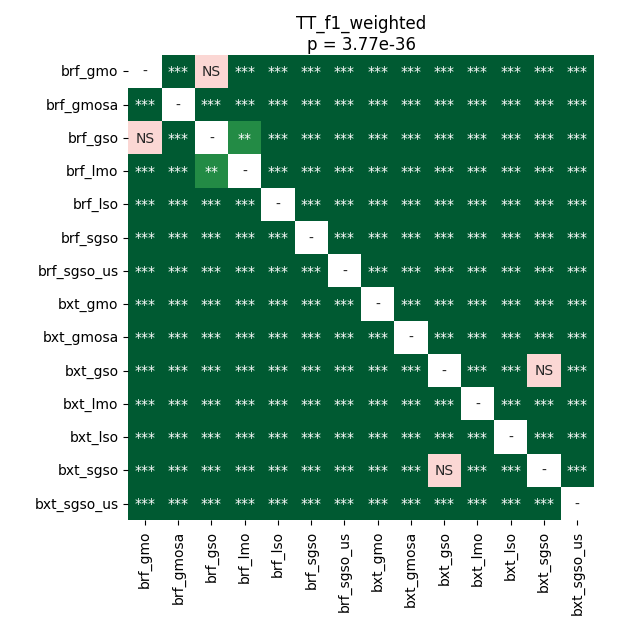 TT_f1_weighted
p = 3.77e-36
brf_gmo - *** NS *** *** *** *** *** *** *** *** *** *** ***
brf_gmosa *** - *** *** *** *** *** *** *** *** *** *** *** ***
brf_gso NS *** - ** *** *** *** *** *** *** *** *** *** ***
brf_lmo *** *** ** - *** *** *** *** *** *** *** *** *** ***
brf_lso *** *** *** *** - *** *** *** *** *** *** *** *** ***
brf_sgso *** *** *** *** *** - *** *** *** *** *** *** *** ***
brf_sgso_us *** *** *** *** *** *** - *** *** *** *** *** *** ***
bxt_gmo *** *** *** *** *** *** *** - *** *** *** *** *** ***
bxt_gmosa *** *** *** *** *** *** *** *** - *** *** *** *** ***
bxt_gso *** *** *** *** *** *** *** *** *** - *** *** NS ***
bxt_lmo *** *** *** *** *** *** *** *** *** *** - *** *** ***
bxt_lso *** *** *** *** *** *** *** *** *** *** *** - *** ***
bxt_sgso *** *** *** *** *** *** *** *** *** NS *** *** - ***
bxt_sgso_us *** *** *** *** *** *** *** *** *** *** *** *** *** -
brf_gmo
brf_gmosa
brf_gso
brf_lmo
brf_lso
brf_sgso
brf_sgso_us
bxt_gmo
bxt_gmosa
bxt_gso
bxt_lmo
bxt_lso
bxt_sgso
bxt_sgso_us